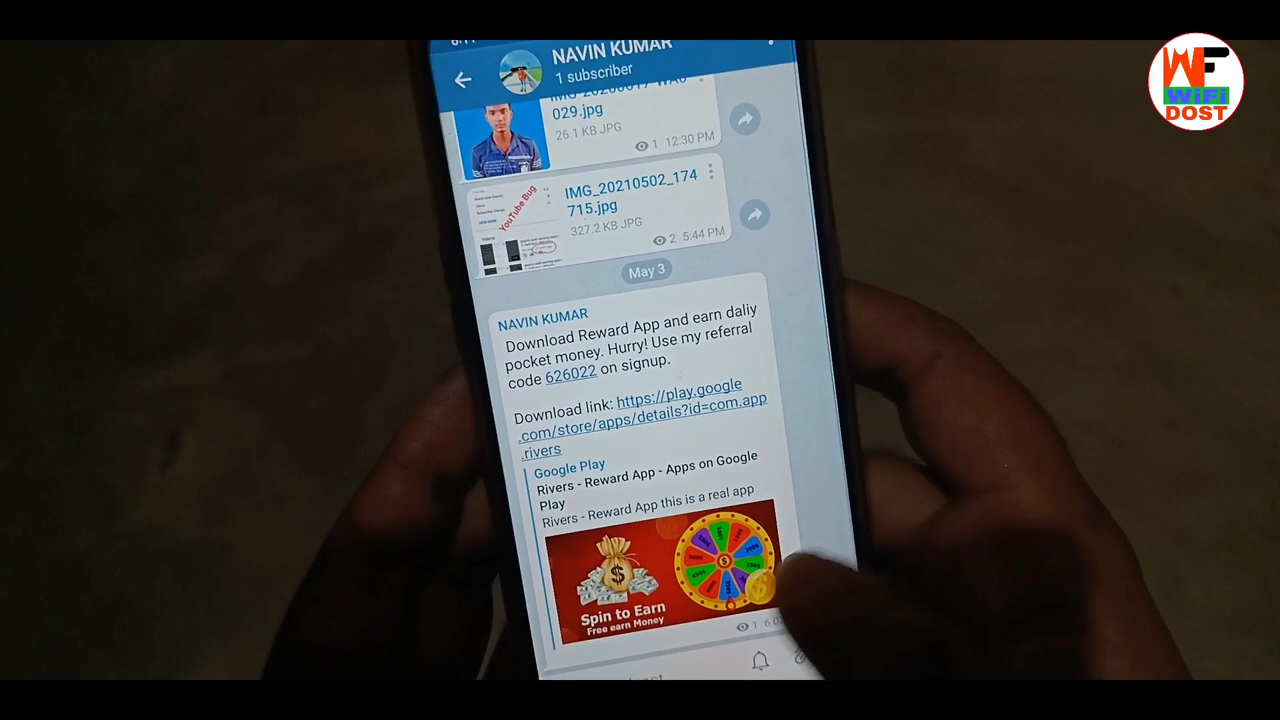 NAVIN KUMAR
1 subscriber
029.jpg
26.1 KB JPG
1 12:30 PM
YouTube Bug
IMG_20210502_174
715.jpg
327.2 KB JPG
2 5:44 PM
May 3
NAVIN KUMAR
Download Reward App and earn daliy
pocket money. Hurry! Use my referral
code 626022 on signup.
Download link: https://play.google
.com/store/apps/details?id=com.app
.rivers
Google Play
Rivers - Reward App - Apps on Google
Play
Rivers - Reward App this is a real app
Spin to Earn
Free earn Money
1
WF
WiFi
DOST